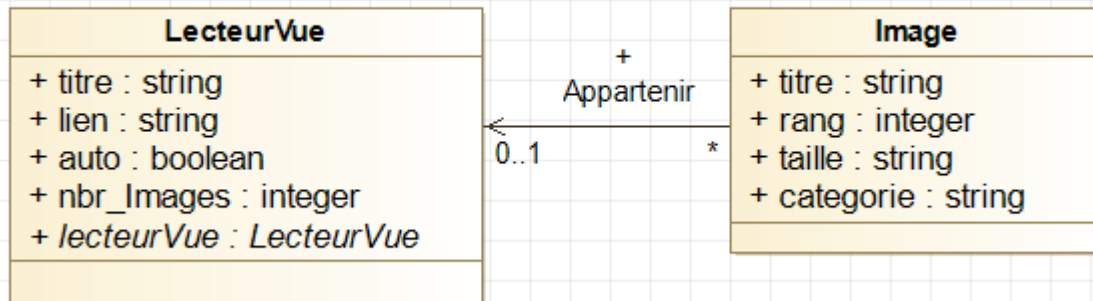 LecteurVue
+ titre : string
+ lien : string
+ auto : boolean
+ nbr_Images : integer
+ lecteurVue : LecteurVue
+
Appartenir
0..1
*
Image
+ titre : string
+ rang : integer
+ taille : string
+ categorie : string